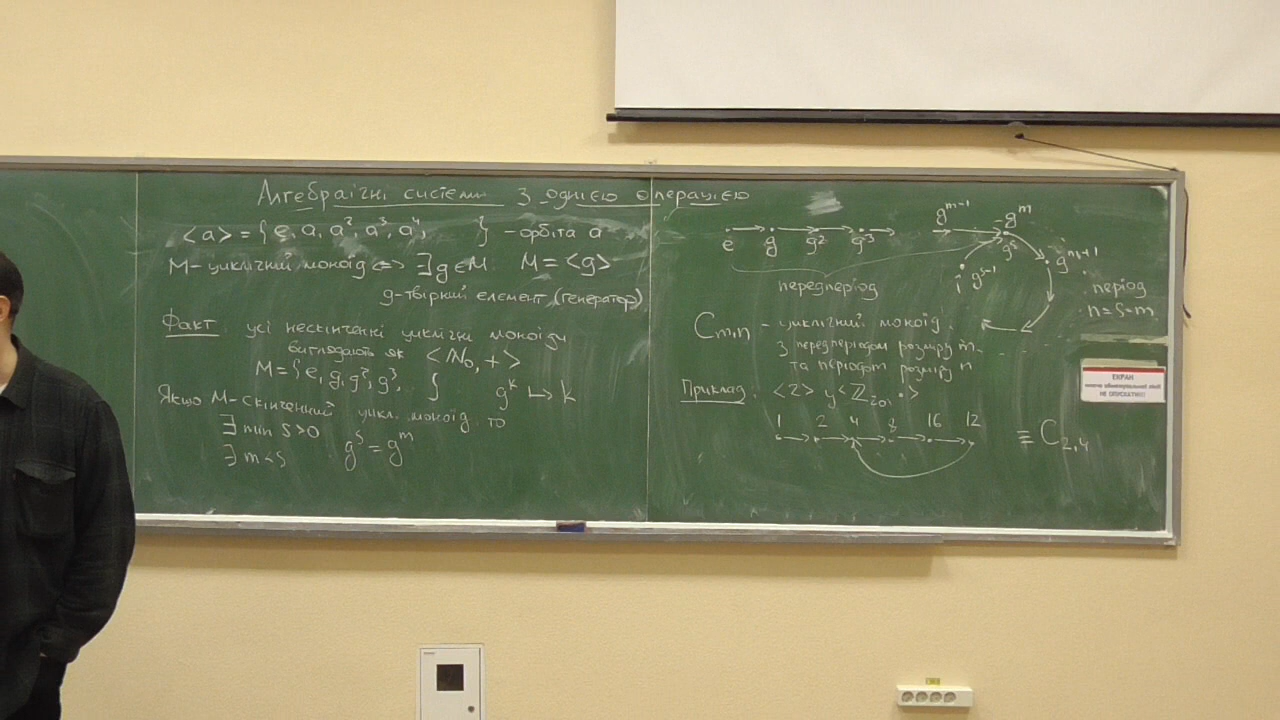 Алгебраїчні системи з однією операцією
<a> = {e, a, a², a³, a⁴, } – орбіта a
M – циклічний моноїд <=> ∃g∈M M = <g>
g – твірний елемент (генератор)
Факт усі нескінченні циклічні моноїди
виглядають як <ℕ₀, +>
M = {e, g, g², g³, } gᵏ ↦ k
Якщо M – скінченний цикл. моноїд, то
∃ min s>0
∃ m<s gˢ = gᵐ
e g g² g³ gᵐ⁻¹ gᵐ
gˢ gᵐ⁺¹
gˢ⁻¹
передперіод період
n = s-m
Cₘ,ₙ – циклічний моноїд
з передперіодом розміру m
та періодом розміру n
Приклад. <2> у <ℤ₂₀, •>
1 2 4 8 16 12
≡ C₂,₄
ЕКРАН
НЕ ОПУСКАТИ!!!